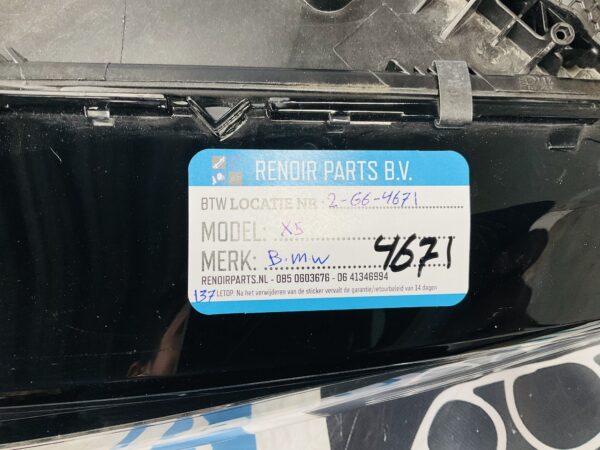 RENOIR PARTS B.V.
BTW LOCATIE NR: 2-G6-4671
MODEL: X5
MERK: B.M.W 4671
RENOIRPARTS.NL - 085 0603676 - 06 41346994
137 LETOP: Na het verwijderen van de sticker vervalt de garantie/retourbeleid van 14 dagen